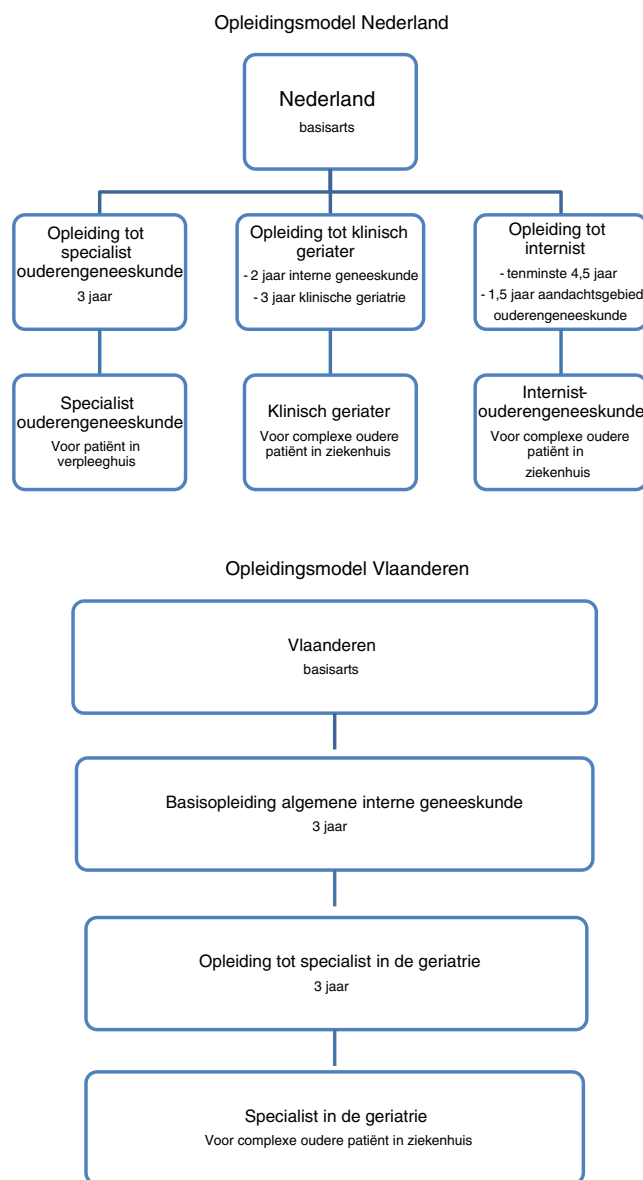 Opleidingsmodel Nederland
Nederland
basisarts
Opleiding tot
specialist
ouderengeneeskunde
3 jaar
Opleiding tot klinisch
geriater
- 2 jaar interne geneeskunde
- 3 jaar klinische geriatrie
Opleiding tot
internist
- tenminste 4,5 jaar
- 1,5 jaar aandachtsgebied
ouderengeneeskunde
Specialist
ouderengeneeskunde
Voor patiënt in
verpleeghuis
Klinisch geriater
Voor complexe oudere
patiënt in ziekenhuis
Internist-
ouderengeneeskunde
Voor complexe oudere
patiënt in
ziekenhuis
Opleidingsmodel Vlaanderen
Vlaanderen
basisarts
Basisopleiding algemene interne geneeskunde
3 jaar
Opleiding tot specialist in de geriatrie
3 jaar
Specialist in de geriatrie
Voor complexe oudere patiënt in ziekenhuis